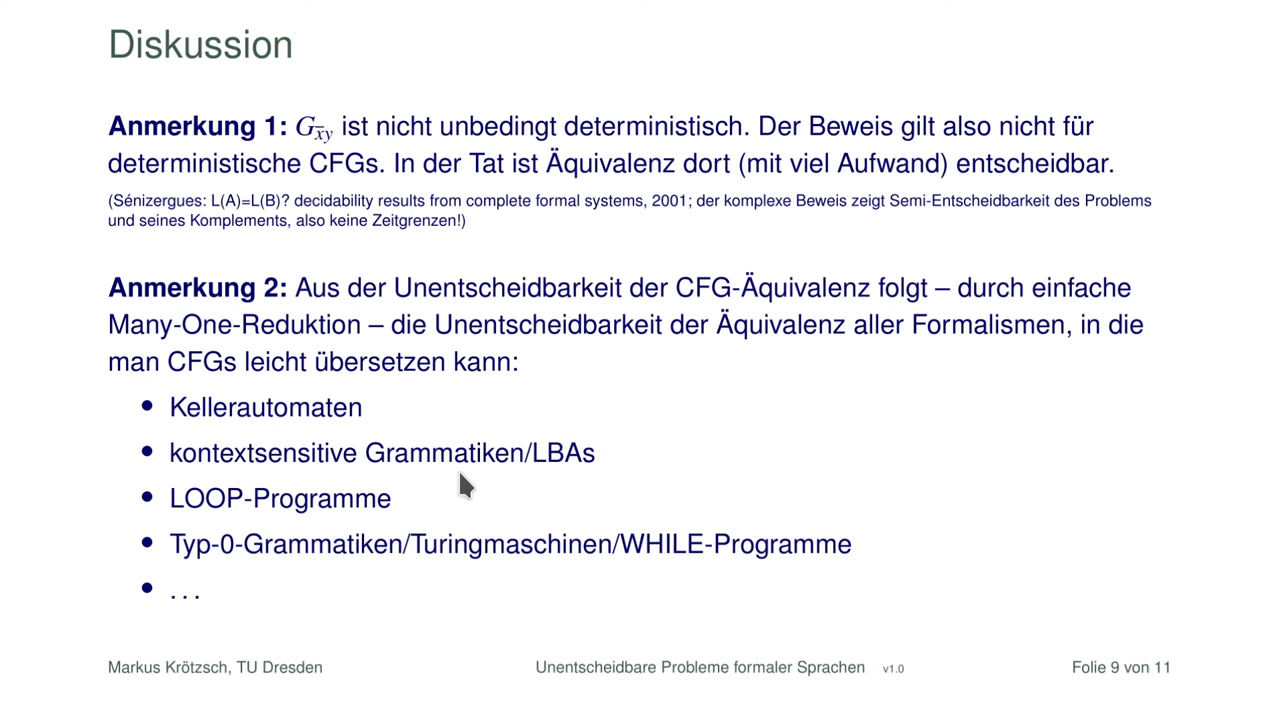 Diskussion
Anmerkung 1: G_{x̅y} ist nicht unbedingt deterministisch. Der Beweis gilt also nicht für
deterministische CFGs. In der Tat ist Äquivalenz dort (mit viel Aufwand) entscheidbar.
(Sénizergues: L(A)=L(B)? decidability results from complete formal systems, 2001; der komplexe Beweis zeigt Semi-Entscheidbarkeit des Problems
und seines Komplements, also keine Zeitgrenzen!)
Anmerkung 2: Aus der Unentscheidbarkeit der CFG-Äquivalenz folgt – durch einfache
Many-One-Reduktion – die Unentscheidbarkeit der Äquivalenz aller Formalismen, in die
man CFGs leicht übersetzen kann:
• Kellerautomaten
• kontextsensitive Grammatiken/LBAs
• LOOP-Programme
• Typ-0-Grammatiken/Turingmaschinen/WHILE-Programme
• . . .
Markus Krötzsch, TU Dresden Unentscheidbare Probleme formaler Sprachen v1.0 Folie 9 von 11